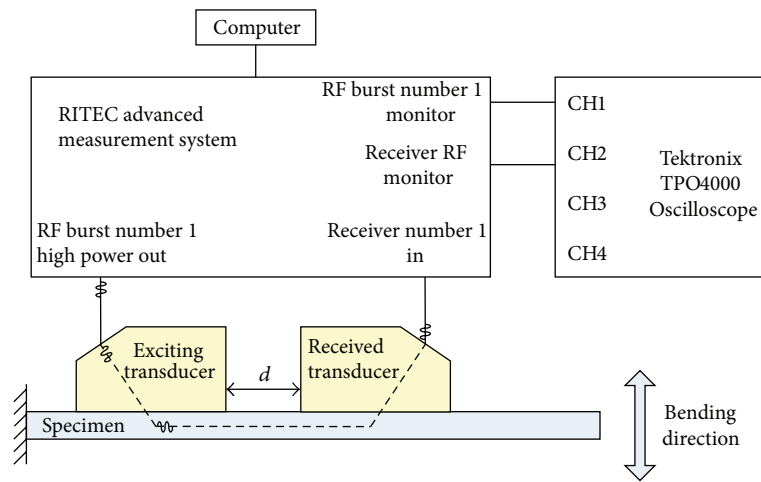 Computer
RITEC advanced
measurement system
RF burst number 1
monitor
Receiver RF
monitor
RF burst number 1
high power out
Receiver number 1
in
CH1
CH2
CH3
CH4
Tektronix
TPO4000
Oscilloscope
Exciting
transducer
d
Received
transducer
Specimen
Bending
direction